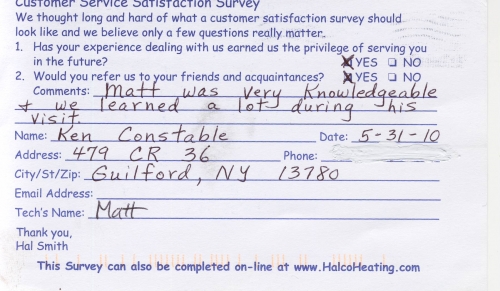 Customer Service Satisfaction Survey
We thought long and hard of what a customer satisfaction survey should
look like and we believe only a few questions really matter.
1. Has your experience dealing with us earned us the privilege of serving you
in the future? ☒ YES ☐ NO
2. Would you refer us to your friends and acquaintances? ☒ YES ☐ NO
Comments: Matt was very Knowledgeable
+ we learned a lot during his
visit.
Name: Ken Constable Date: 5-31-10
Address: 479 CR 36 Phone:
City/St/Zip: Guilford, NY 13780
Email Address:
Tech's Name: Matt
Thank you,
Hal Smith
This Survey can also be completed on-line at www.HalcoHeating.com